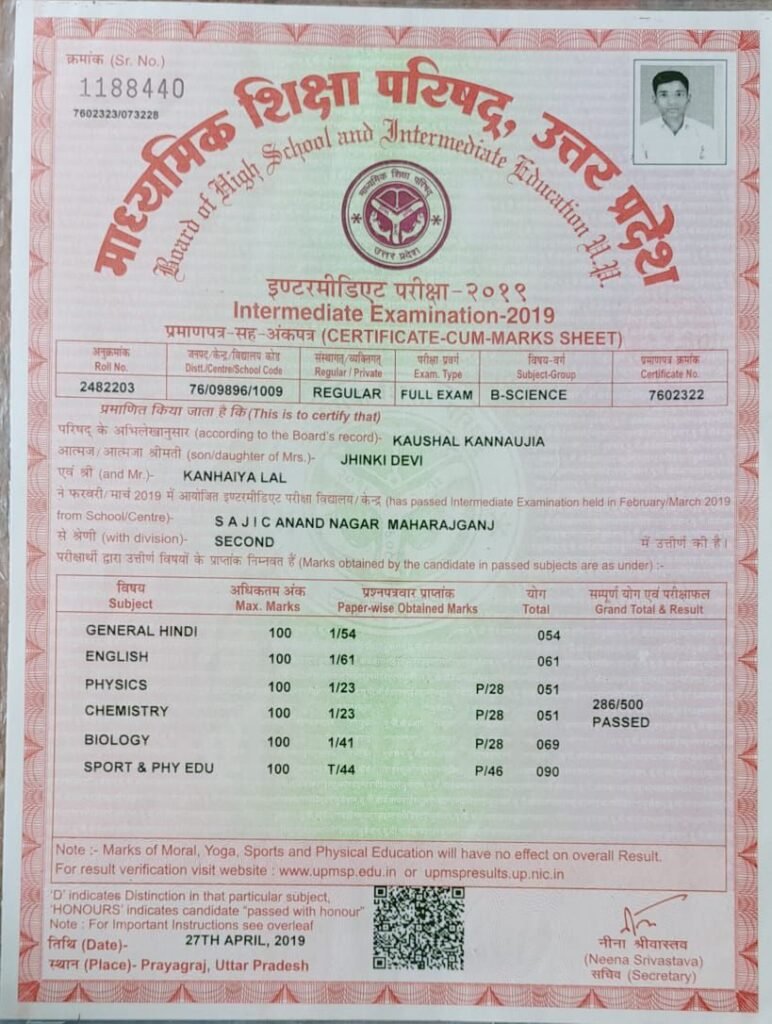 क्रमांक (Sr. No.)
1188440
7602323/073228
माध्यमिक शिक्षा परिषद्, उत्तर प्रदेश
Board of High School and Intermediate Education U.P.
माध्यमिक शिक्षा परिषद्
उत्तर प्रदेश
इण्टरमीडिएट परीक्षा-२०१९
Intermediate Examination-2019
प्रमाणपत्र-सह-अंकपत्र (CERTIFICATE-CUM-MARKS SHEET)
अनुक्रमांक जनपद/केन्द्र/विद्यालय कोड संस्थागत/व्यक्तिगत परीक्षा प्रवर्ग विषय-वर्ग प्रमाणपत्र क्रमांक
Roll No. Distt./Centre/School Code Regular / Private Exam. Type Subject-Group Certificate No.
2482203 76/09896/1009 REGULAR FULL EXAM B-SCIENCE 7602322
प्रमाणित किया जाता है कि (This is to certify that)
परिषद के अभिलेखानुसार (according to the Board's record)- KAUSHAL KANNAUJIA
आत्मज/आत्मजा श्रीमती (son/daughter of Mrs.)- JHINKI DEVI
एवं श्री (and Mr.)- KANHAIYA LAL
ने फरवरी/मार्च 2019 में आयोजित इण्टरमीडिएट परीक्षा विद्यालय/केन्द्र (has passed Intermediate Examination held in February/March 2019
from School/Centre)- S A J I C ANAND NAGAR MAHARAJGANJ
से श्रेणी (with division)- SECOND में उत्तीर्ण की है।
परीक्षार्थी द्वारा उत्तीर्ण विषयों के प्राप्तांक निम्नवत हैं (Marks obtained by the candidate in passed subjects are as under) :-
विषय अधिकतम अंक प्रश्नपत्रवार प्राप्तांक योग सम्पूर्ण योग एवं परीक्षाफल
Subject Max. Marks Paper-wise Obtained Marks Total Grand Total & Result
GENERAL HINDI 100 1/54 054
ENGLISH 100 1/61 061
PHYSICS 100 1/23 P/28 051
CHEMISTRY 100 1/23 P/28 051
286/500
PASSED
BIOLOGY 100 1/41 P/28 069
SPORT & PHY EDU 100 T/44 P/46 090
Note :- Marks of Moral, Yoga, Sports and Physical Education will have no effect on overall Result.
For result verification visit website : www.upmsp.edu.in or upmspresults.up.nic.in
'D' indicates Distinction in that particular subject,
'HONOURS' indicates candidate "passed with honour"
Note : For Important Instructions see overleaf
तिथि (Date)- 27TH APRIL, 2019
स्थान (Place)- Prayagraj, Uttar Pradesh
नीना श्रीवास्तव
(Neena Srivastava)
सचिव (Secretary)